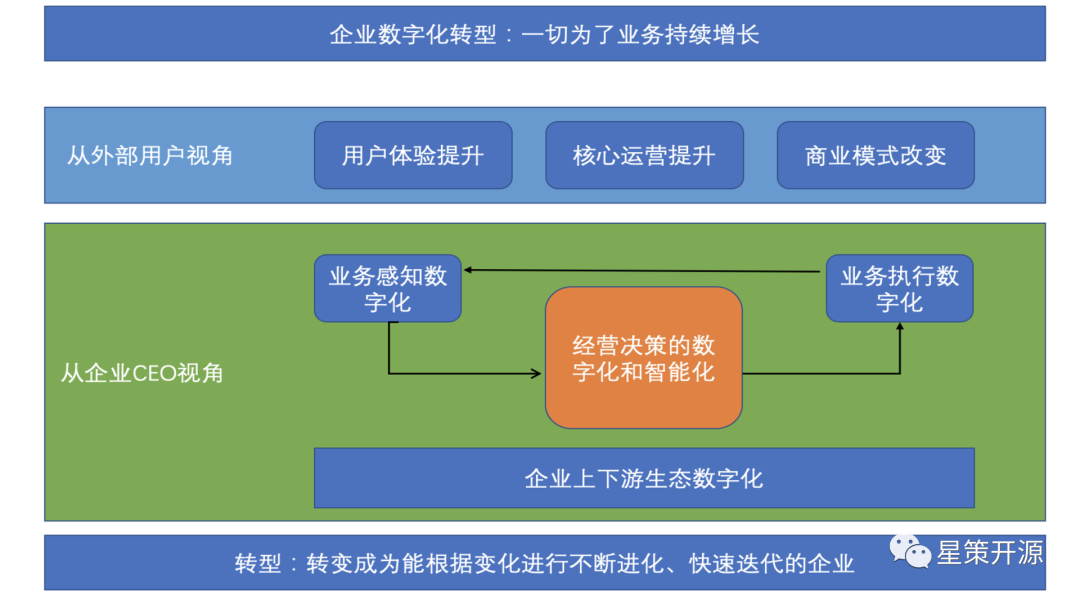 企业数字化转型：一切为了业务持续增长
从外部用户视角
用户体验提升
核心运营提升
商业模式改变
从企业CEO视角
业务感知数
字化
经营决策的数
字化和智能化
业务执行数
字化
企业上下游生态数字化
转型：转变成为能根据变化进行不断进化、快速迭代的企业
星策开源